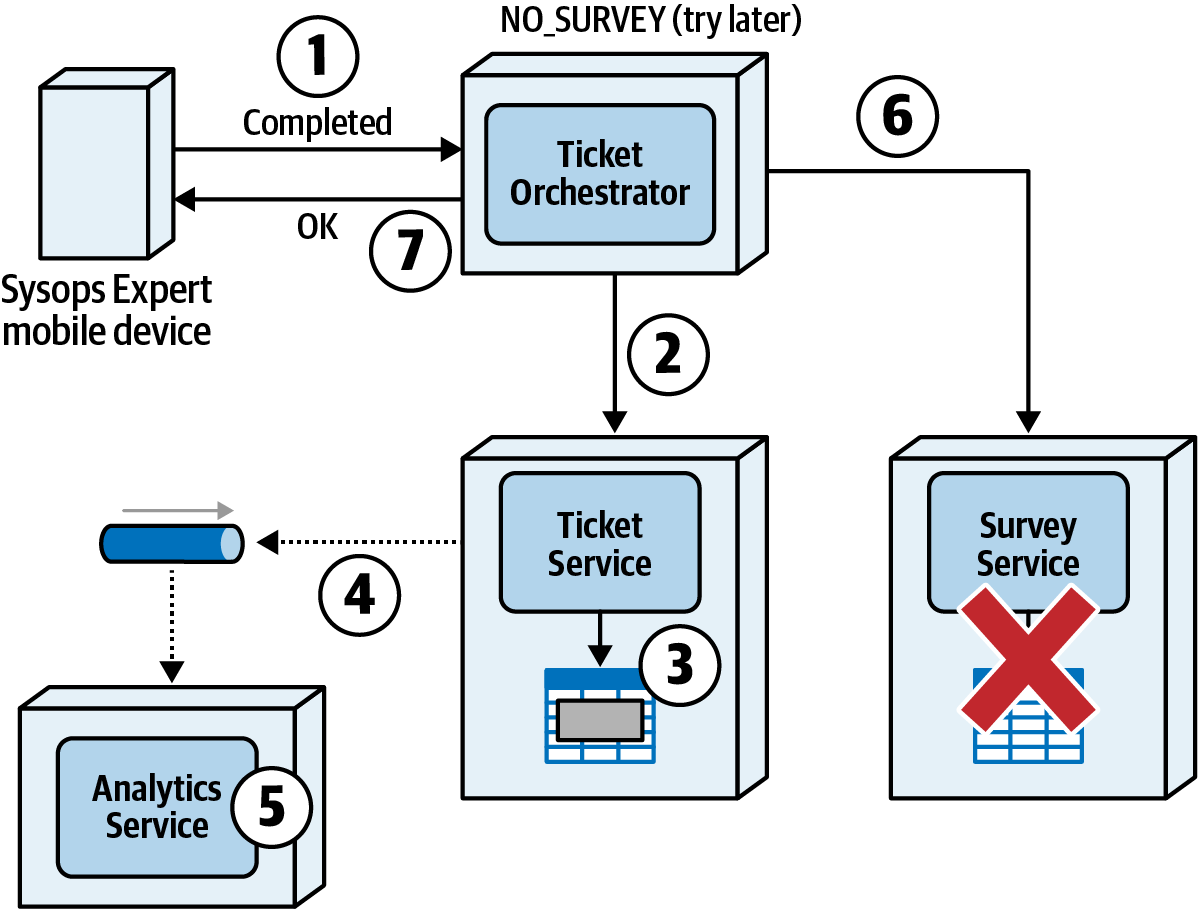 NO_SURVEY (try later)
1
Completed
Ticket
Orchestrator
6
OK
7
Sysops Expert
mobile device
2
Ticket
Service
Survey
Service
4
3
Analytics
Service
5